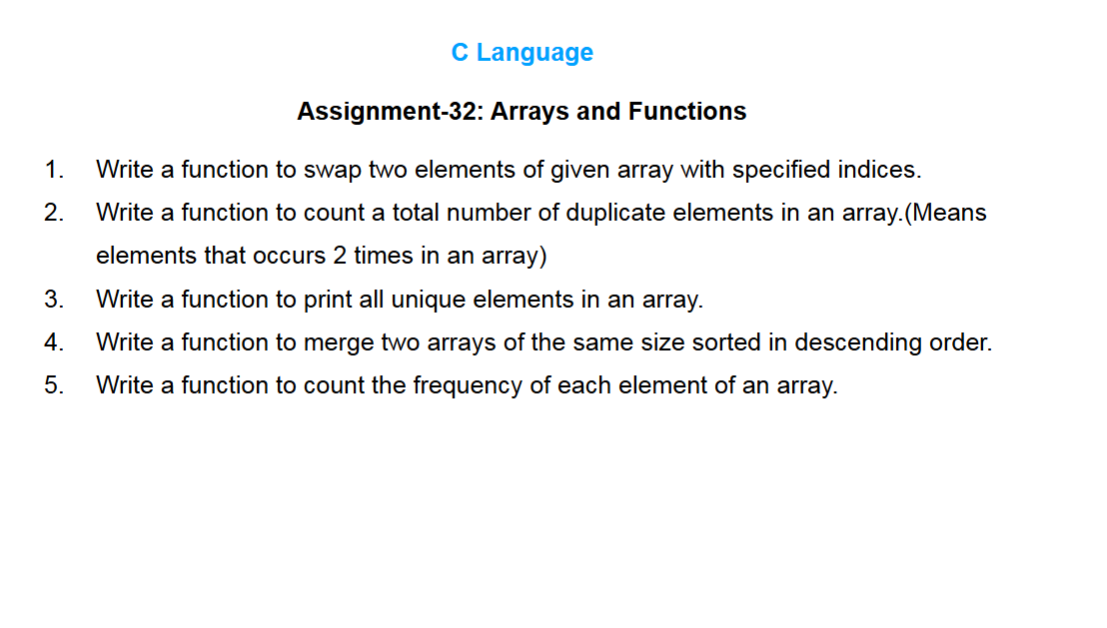 C Language
Assignment-32: Arrays and Functions
1. Write a function to swap two elements of given array with specified indices.
2. Write a function to count a total number of duplicate elements in an array.(Means
elements that occurs 2 times in an array)
3. Write a function to print all unique elements in an array.
4. Write a function to merge two arrays of the same size sorted in descending order.
5. Write a function to count the frequency of each element of an array.